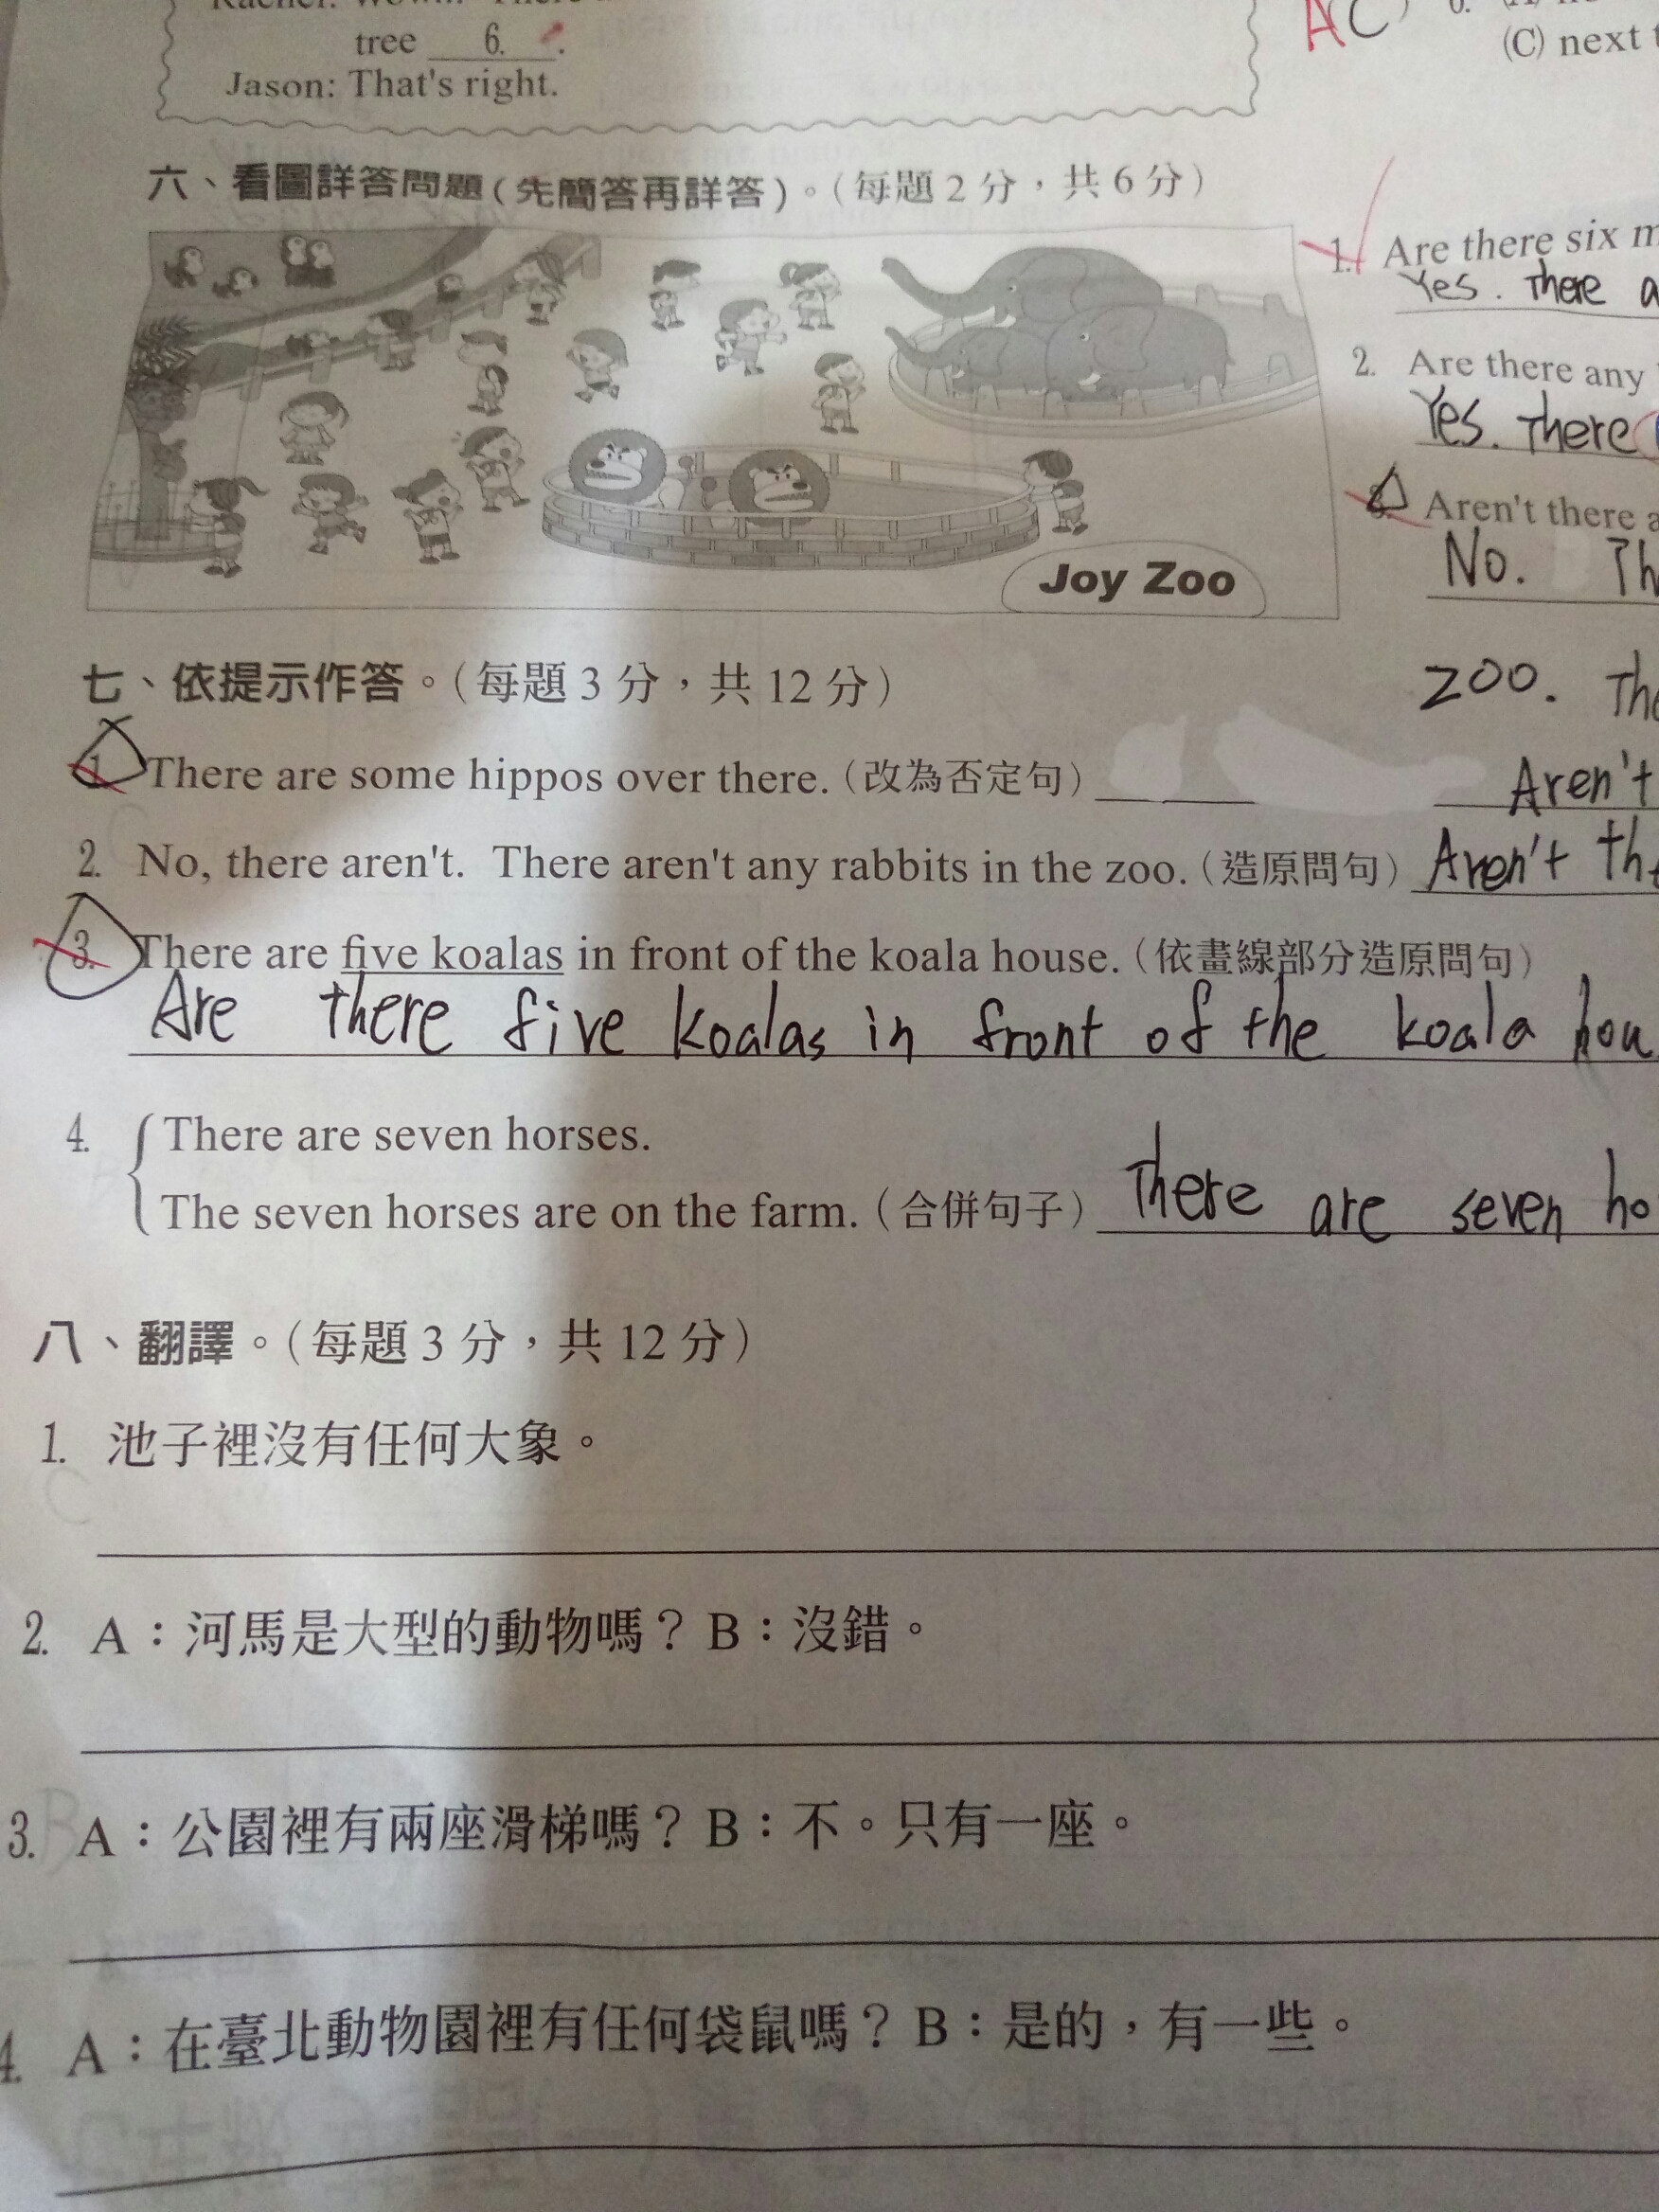 tree 6. .
Jason: That's right.
AC
(C) next
六、看圖詳答問題(先簡答再詳答)。(每題2分，共6分)
1. Are there six
Yes. There
2. Are there any
Yes. There
3. Aren't there
No.
Joy Zoo
七、依提示作答。(每題3分，共12分)
zoo.
1. There are some hippos over there.(改為否定句) Aren't
2. No, there aren't. There aren't any rabbits in the zoo.(造原問句) Aren't
3. There are five koalas in front of the koala house.(依畫線部分造原問句)
Are there five koalas in front of the koala
4. There are seven horses.
The seven horses are on the farm.(合併句子) There are seven
八、翻譯。(每題3分，共12分)
1. 池子裡沒有任何大象。
2. A：河馬是大型的動物嗎？B：沒錯。
3. A：公園裡有兩座滑梯嗎？B：不。只有一座。
4. A：在臺北動物園裡有任何袋鼠嗎？B：是的，有一些。